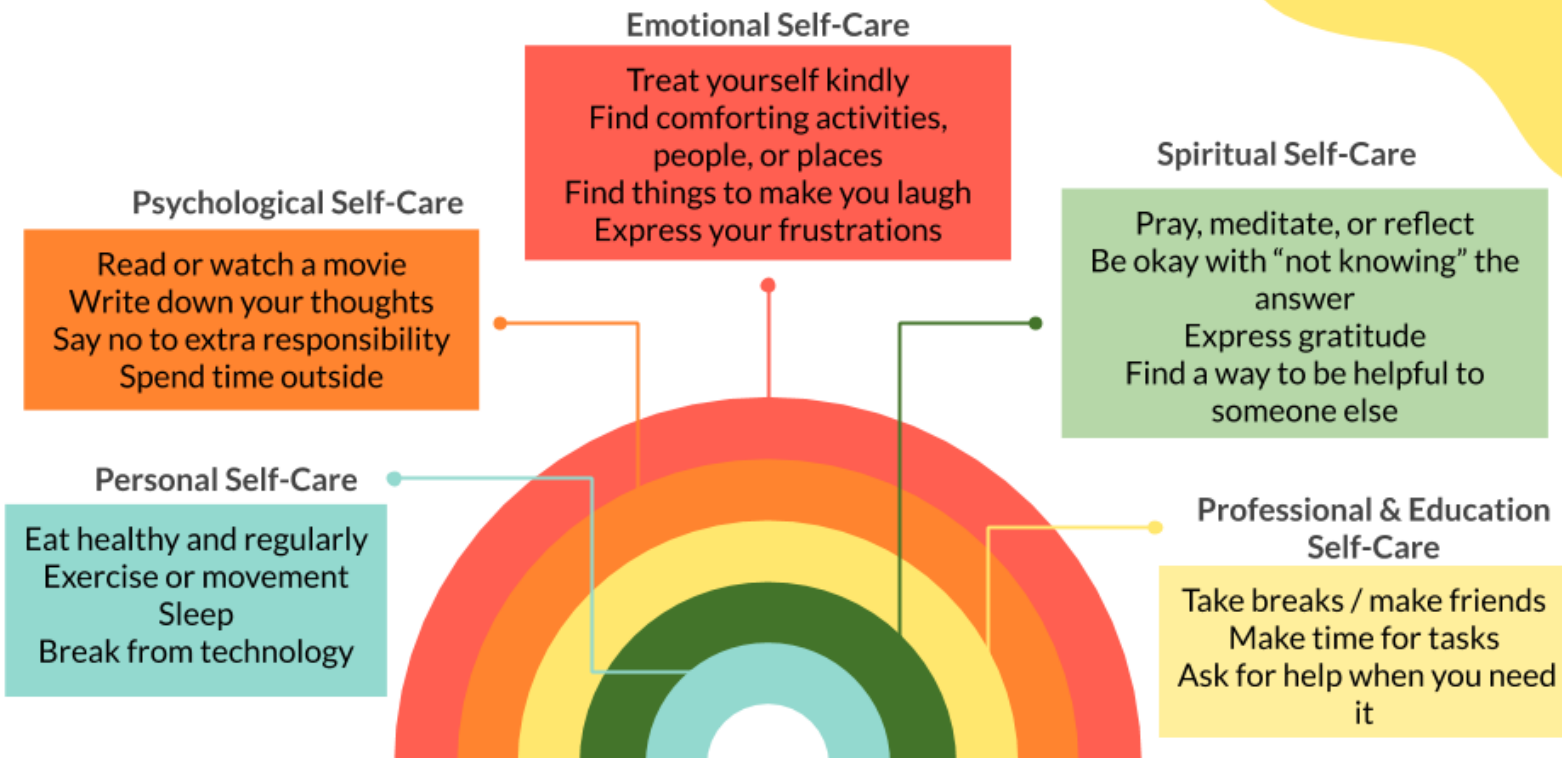 Emotional Self-Care
Treat yourself kindly
Find comforting activities,
people, or places
Find things to make you laugh
Express your frustrations
Psychological Self-Care
Read or watch a movie
Write down your thoughts
Say no to extra responsibility
Spend time outside
Spiritual Self-Care
Pray, meditate, or reflect
Be okay with “not knowing” the
answer
Express gratitude
Find a way to be helpful to
someone else
Personal Self-Care
Eat healthy and regularly
Exercise or movement
Sleep
Break from technology
Professional & Education
Self-Care
Take breaks / make friends
Make time for tasks
Ask for help when you need
it